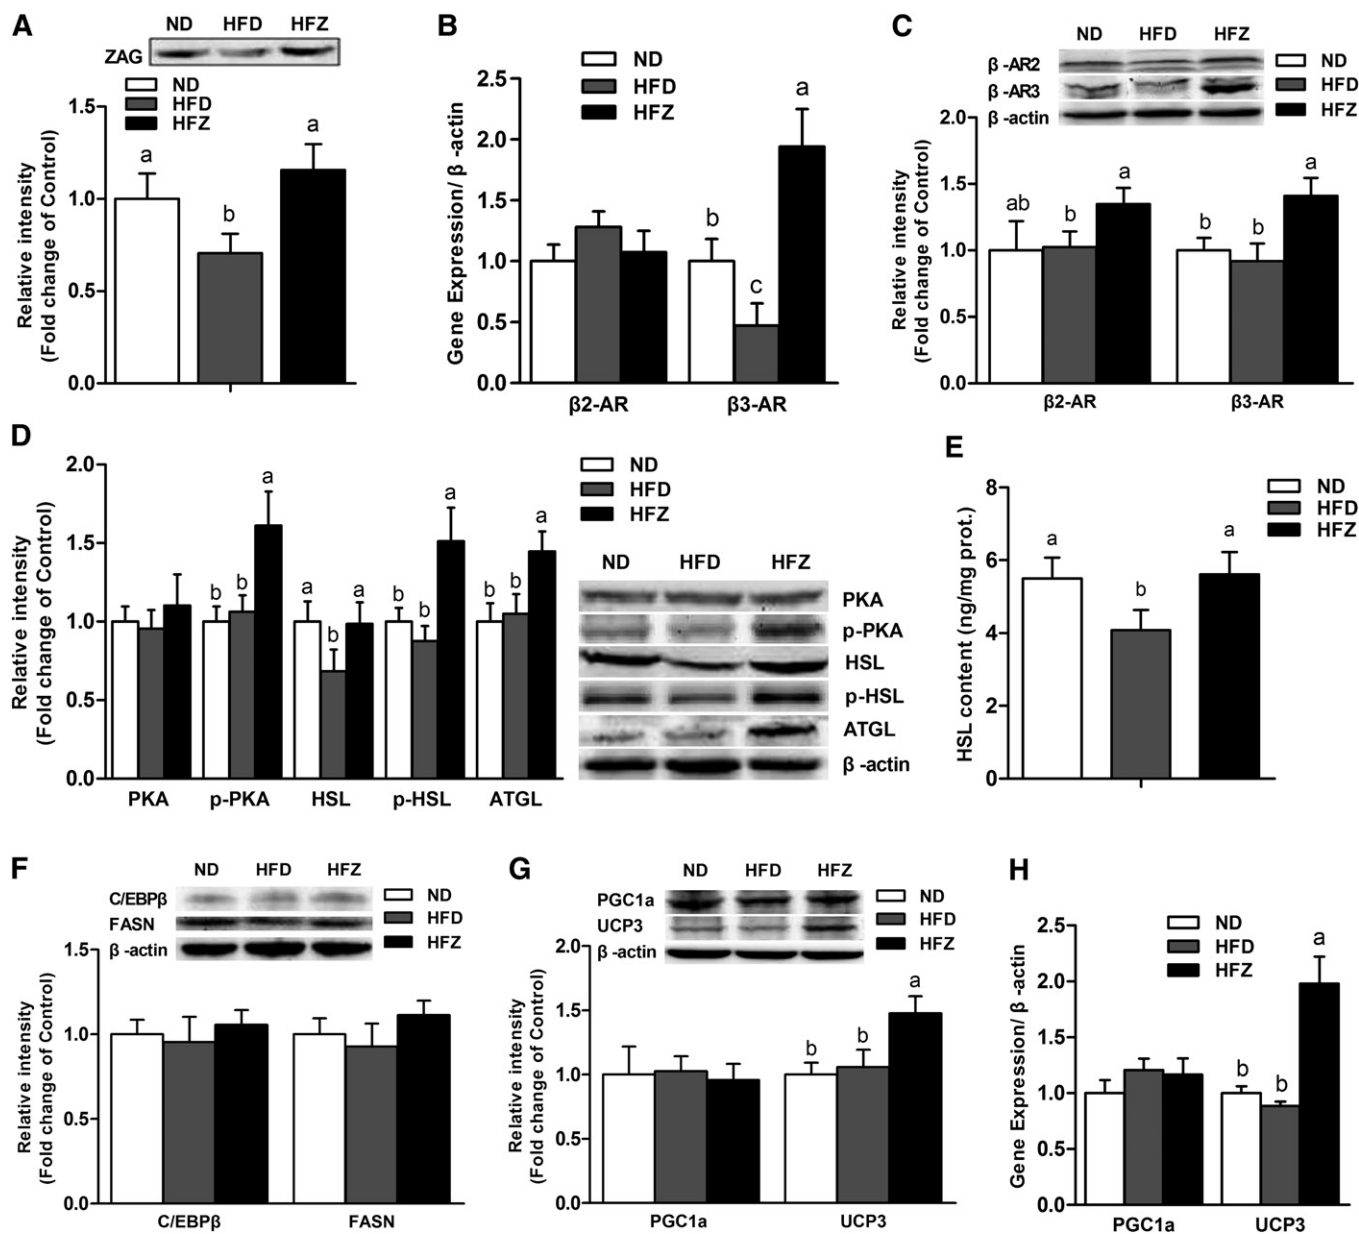 A
ND HFD HFZ
ZAG
ND
HFD
HFZ
Relative intensity
(Fold change of Control)
1.5
1.0
0.5
0.0
a
b
a
B
ND
HFD
HFZ
Gene Expression/ β -actin
2.5
2.0
1.5
1.0
0.5
0.0
b
c
a
β2-AR β3-AR
C
ND HFD HFZ
β -AR2
β -AR3
β -actin
ND
HFD
HFZ
Relative intensity
(Fold change of Control)
2.0
1.5
1.0
0.5
0.0
ab b a b b a
β2-AR β3-AR
D
Relative intensity
(Fold change of Control)
2.0
1.5
1.0
0.5
0.0
b b a a b a b b a b b a
PKA p-PKA HSL p-HSL ATGL
ND
HFD
HFZ
ND HFD HFZ
PKA
p-PKA
HSL
p-HSL
ATGL
β -actin
E
ND
HFD
HFZ
HSL content (ng/mg prot.)
8
6
4
2
0
a b a
F
ND HFD HFZ
C/EBPβ
FASN
β -actin
ND
HFD
HFZ
Relative intensity
(Fold change of Control)
1.5
1.0
0.5
0.0
C/EBPβ FASN
G
ND HFD HFZ
PGC1a
UCP3
β -actin
ND
HFD
HFZ
Relative intensity
(Fold change of Control)
2.0
1.5
1.0
0.5
0.0
b b a
PGC1a UCP3
H
ND
HFD
HFZ
Gene Expression/ β -actin
2.5
2.0
1.5
1.0
0.5
0.0
b b a
PGC1a UCP3